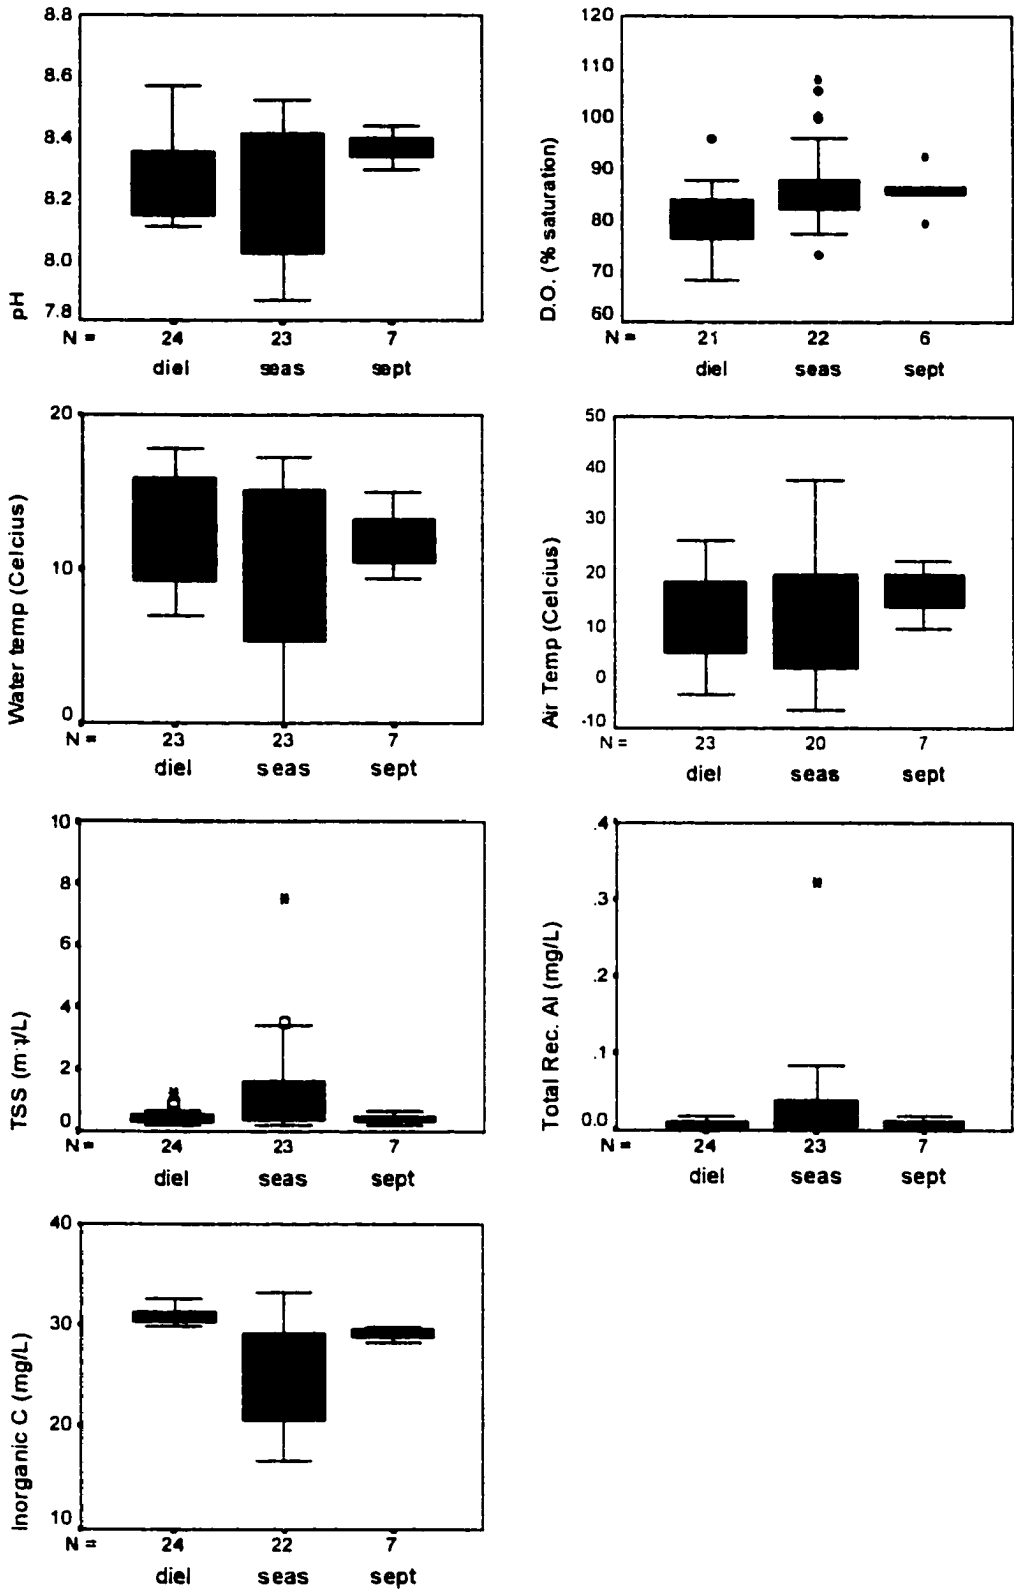 8.8
8.6
8.4
8.2
8.0
7.8
pH
N = 24 23 7
diel seas sept
120
110
100
90
80
70
60
D.O. (% saturation)
N = 21 22 6
diel seas sept
20
10
0
Water temp (Celcius)
N = 23 23 7
diel seas sept
50
40
30
20
10
0
-10
Air Temp (Celcius)
N = 23 20 7
diel seas sept
10
8
6
4
2
0
TSS
N = 24 23 7
diel seas sept
.4
.3
.2
.1
0.0
Total Rec. Al (mg/L)
N = 24 23 7
diel seas sept
40
30
20
10
Inorganic C (mg/L)
N = 24 22 7
diel seas sept